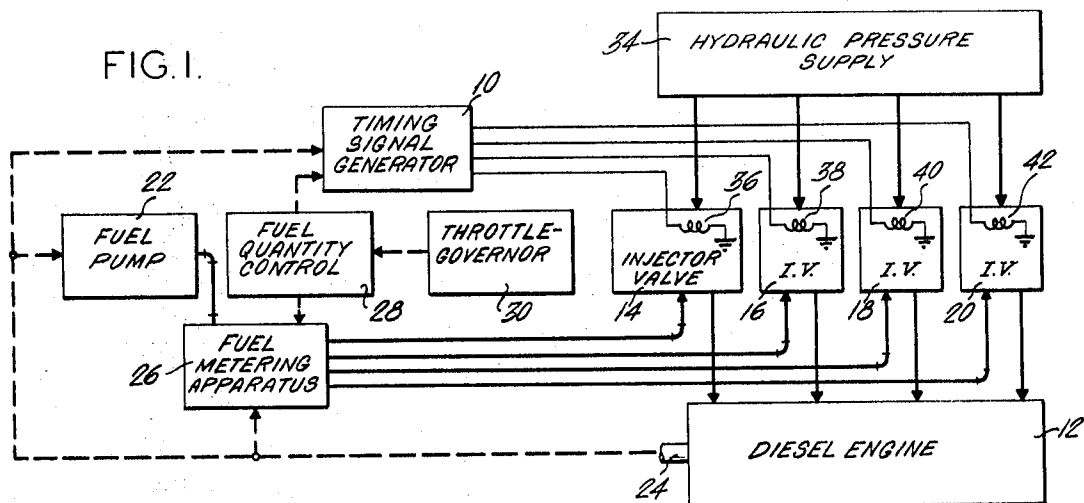 FIG.1.
34
HYDRAULIC PRESSURE
SUPPLY
10
TIMING
SIGNAL
GENERATOR
22
FUEL
PUMP
FUEL
QUANTITY
CONTROL
28
THROTTLE-
GOVERNOR
30
36
38
40
42
INJECTOR
VALVE
14
I.V.
16
I.V.
18
I.V.
20
26
FUEL
METERING
APPARATUS
24
DIESEL ENGINE
12